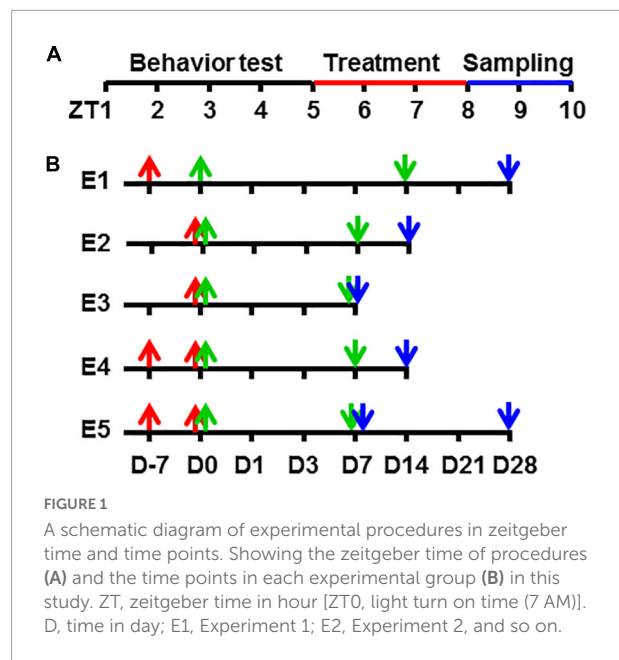 A
Behavior test Treatment Sampling
ZT1 2 3 4 5 6 7 8 9 10
B
E1
E2
E3
E4
E5
D-7 D0 D1 D3 D7 D14 D21 D28
FIGURE 1
A schematic diagram of experimental procedures in zeitgeber
time and time points. Showing the zeitgeber time of procedures
(A) and the time points in each experimental group (B) in this
study. ZT, zeitgeber time in hour [ZT0, light turn on time (7 AM)].
D, time in day; E1, Experiment 1; E2, Experiment 2, and so on.